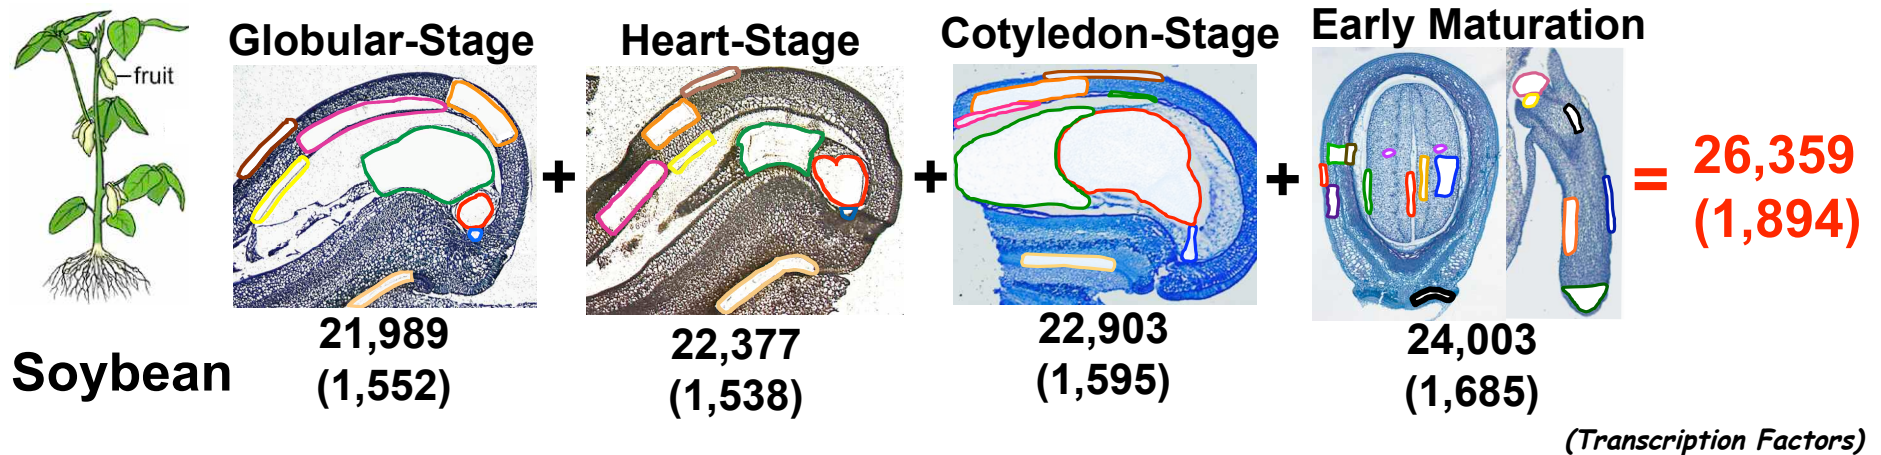 Globular-Stage
Heart-Stage
Cotyledon-Stage
Early Maturation
fruit
+
+
+
=
26,359
(1,894)
21,989
(1,552)
22,377
(1,538)
22,903
(1,595)
24,003
(1,685)
Soybean
(Transcription Factors)